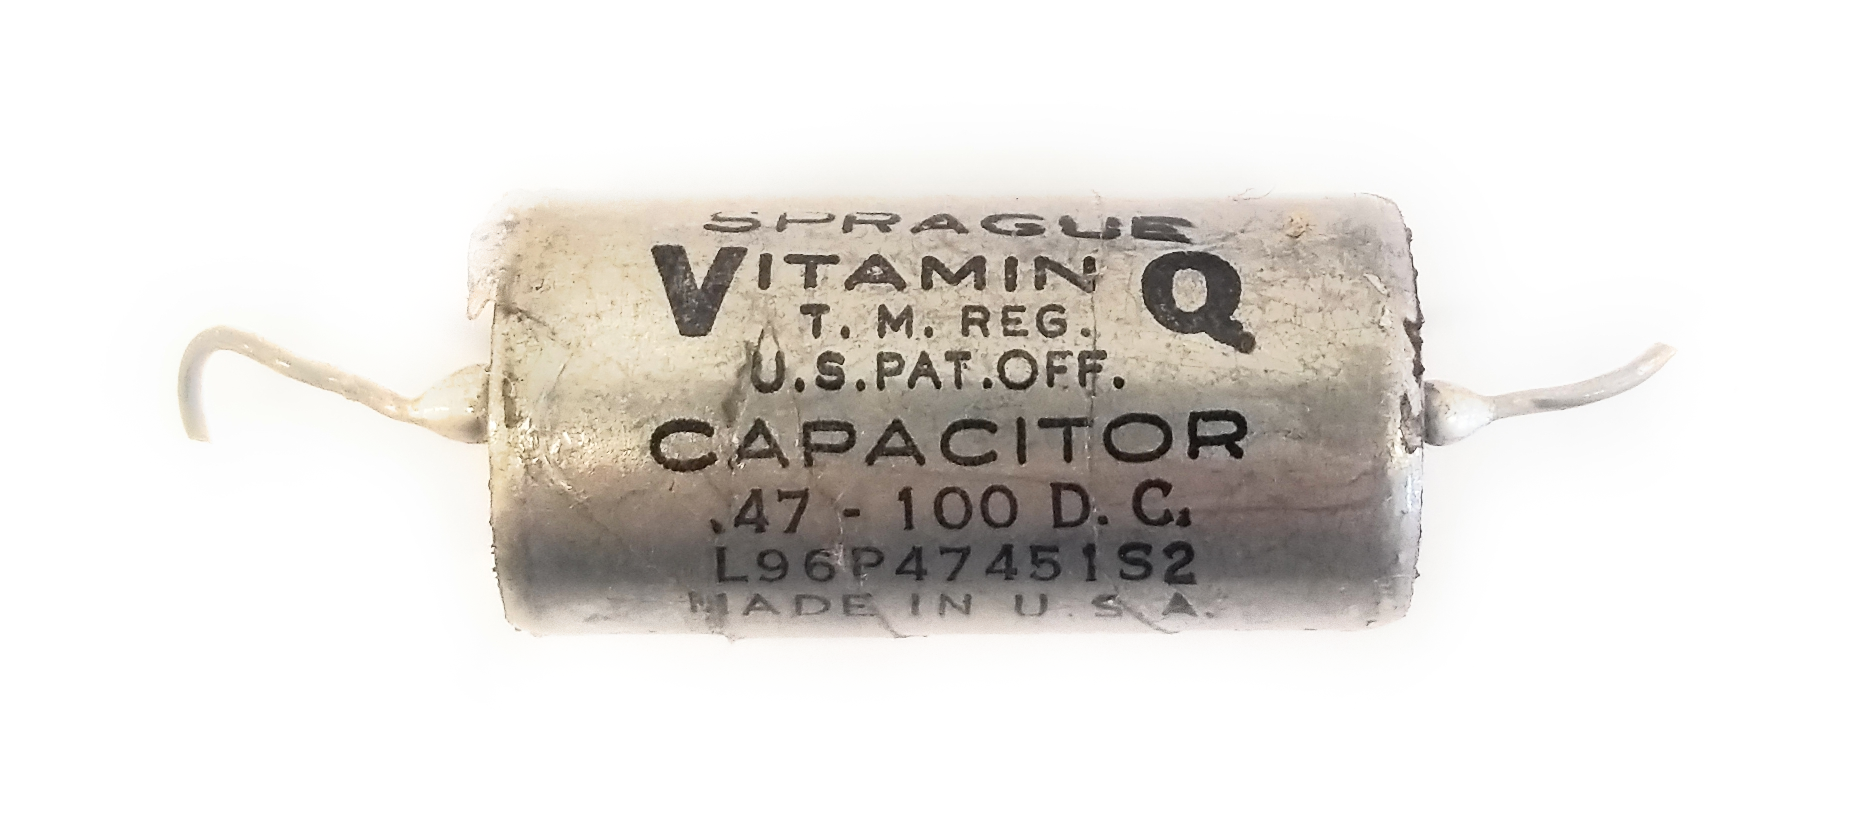 SPRAGUE
VITAMIN Q
T. M. REG.
U.S.PAT.OFF.
CAPACITOR
.47 - 100 D. C.
L96P47451S2
MADE IN U. S. A.